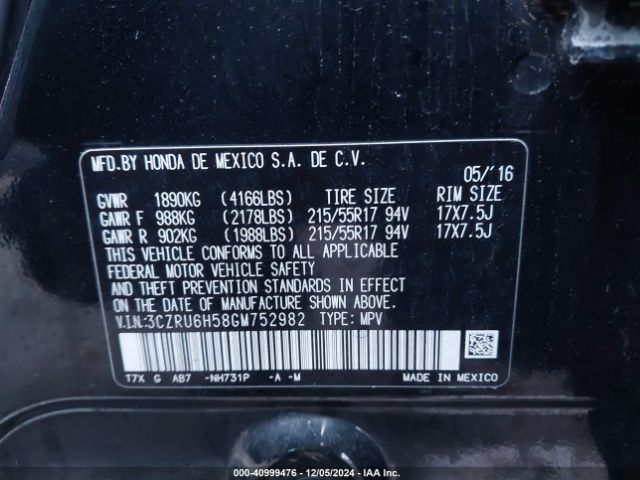 MFD.BY HONDA DE MEXICO S.A. DE C.V.
05/'16
GVWR 1890KG (4166LBS) TIRE SIZE RIM SIZE
GAWR F 988KG (2178LBS) 215/55R17 94V 17X7.5J
GAWR R 902KG (1988LBS) 215/55R17 94V 17X7.5J
THIS VEHICLE CONFORMS TO ALL APPLICABLE
FEDERAL MOTOR VEHICLE SAFETY
AND THEFT PREVENTION STANDARDS IN EFFECT
ON THE DATE OF MANUFACTURE SHOWN ABOVE.
V.I.N:3CZRU6H58GM752982 TYPE: MPV
T7X G AB7 -NH731P -A -M MADE IN MEXICO
00 - 40999476 - 12/05/2024 - IAA Inc.